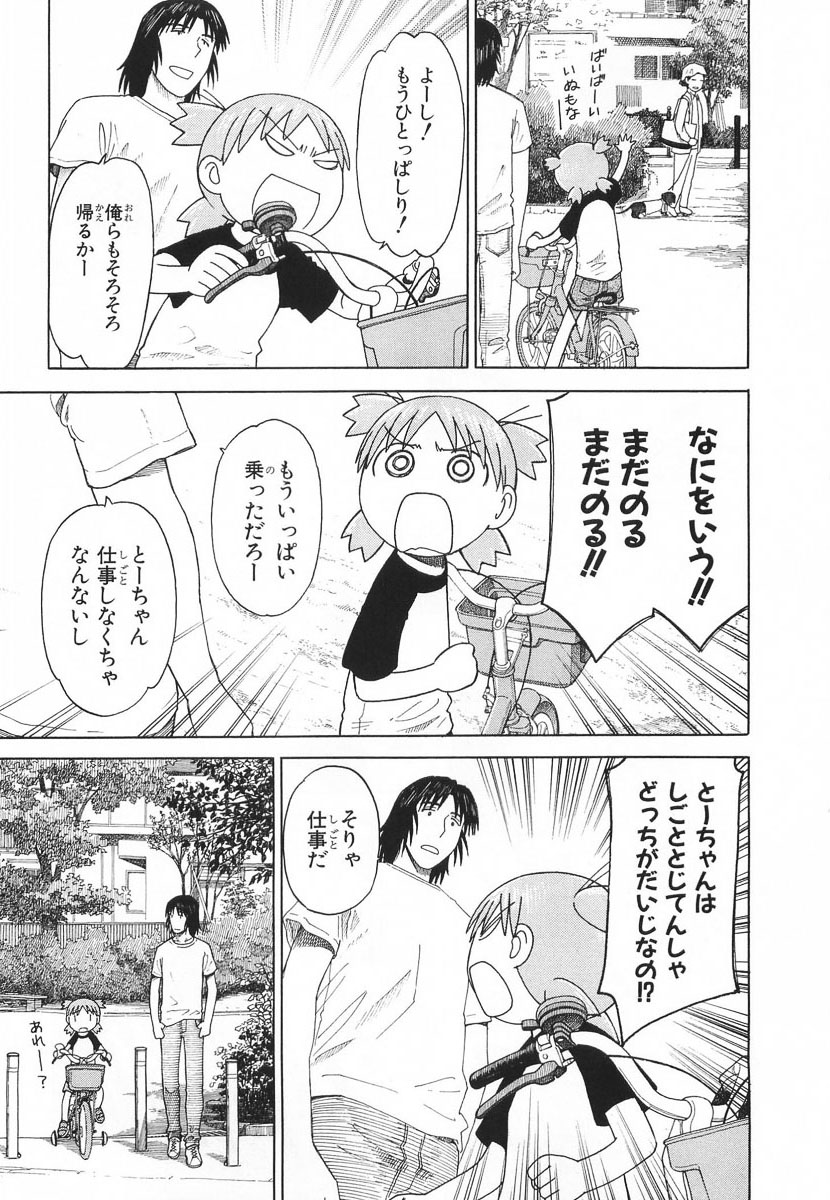 ばいばーい
いぬもな
よーし！
もうひとっぱしり！
俺らもそろそろ
帰るかー
なにをいう!!
まだのる
まだのる!!
もういっぱい
乗っただろー
とーちゃん
仕事しなくちゃ
なんないし
とーちゃんは
しごととじてんしゃ
どっちがだいじなの!?
そりゃ
仕事だ
あれー？